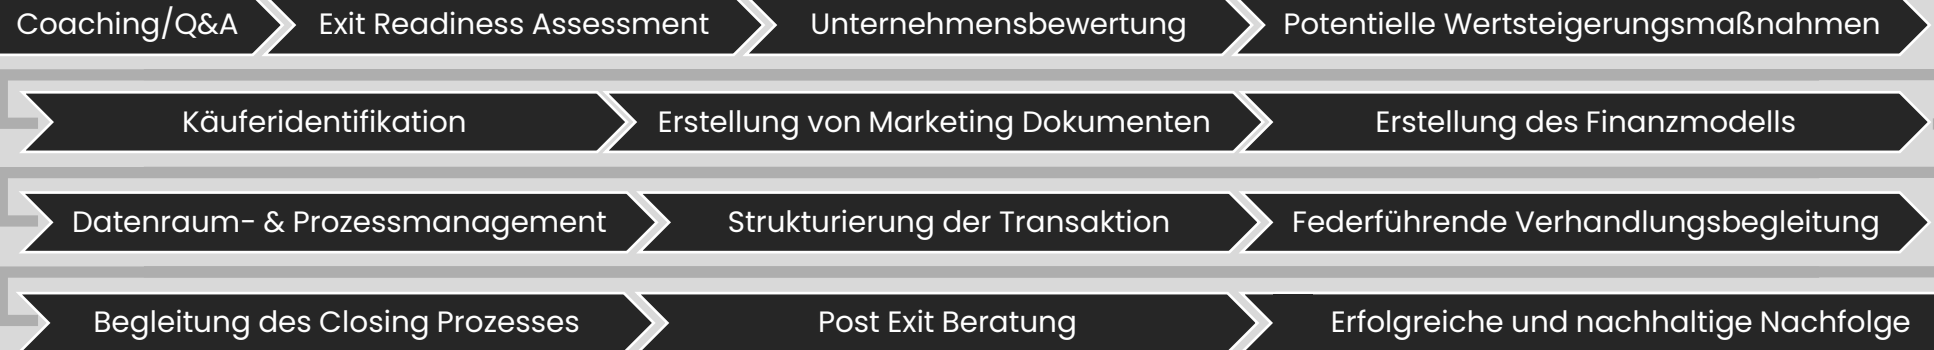 Coaching/Q&A
Exit Readiness Assessment
Unternehmensbewertung
Potentielle Wertsteigerungsmaßnahmen
Käuferidentifikation
Erstellung von Marketing Dokumenten
Erstellung des Finanzmodells
Datenraum- & Prozessmanagement
Strukturierung der Transaktion
Federführende Verhandlungsbegleitung
Begleitung des Closing Prozesses
Post Exit Beratung
Erfolgreiche und nachhaltige Nachfolge